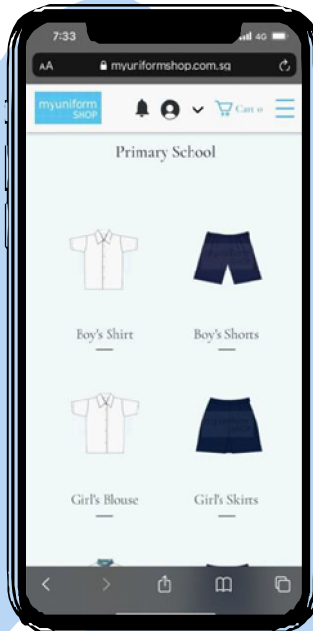 7:33
4G
AA myuniformshop.com.sg
myuniform
SHOP
Cart 0
Primary School
Boy's Shirt
Boy's Shorts
Girl's Blouse
Girl's Skirts